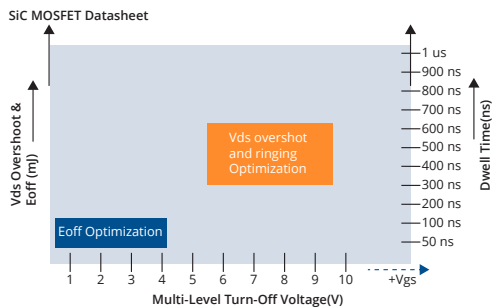 SiC MOSFET Datasheet
Vds Overshoot &
Eoff (mJ)
Vds overshot
and ringing
Optimization
Eoff Optimization
1 us
900 ns
800 ns
700 ns
600 ns
500 ns
400 ns
300 ns
200 ns
100 ns
50 ns
Dwell Time(ns)
1 2 3 4 5 6 7 8 9 10 +Vgs
Multi-Level Turn-Off Voltage(V)